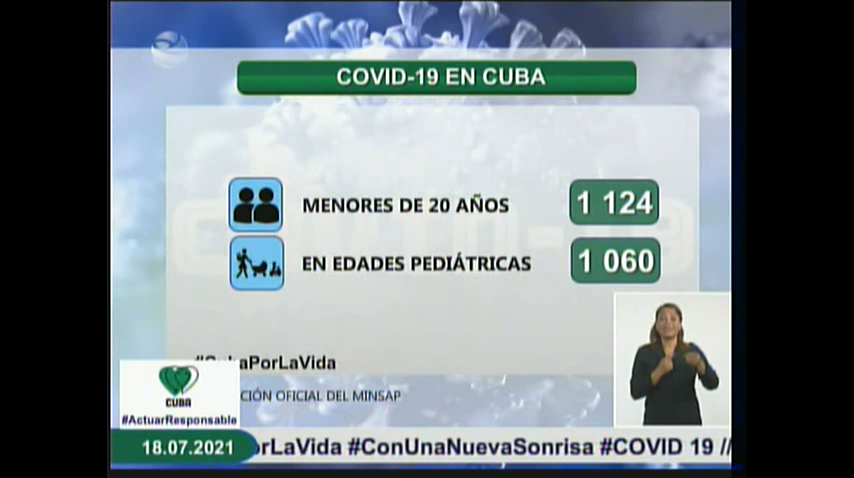 COVID-19 EN CUBA
MENORES DE 20 AÑOS 1 124
EN EDADES PEDIÁTRICAS 1 060
PorLaVida
CIÓN OFICIAL DEL MINSAP
CUBA
#ActuarResponsable
18.07.2021 orLaVida #ConUnaNuevaSonrisa #COVID 19 //